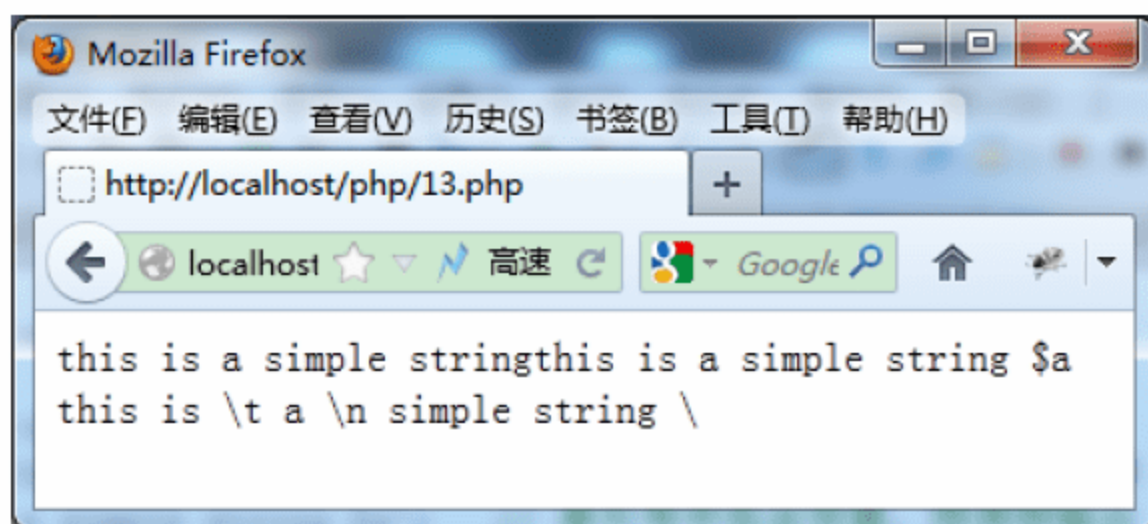 Mozilla Firefox
文件(F) 编辑(E) 查看(V) 历史(S) 书签(B) 工具(T) 帮助(H)
http://localhost/php/13.php
localhost 高速 Google
this is a simple stringthis is a simple string $a
this is \t a \n simple string \